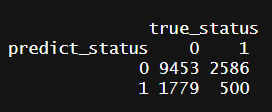 true_status
predict_status 0 1
0 9453 2586
1 1779 500